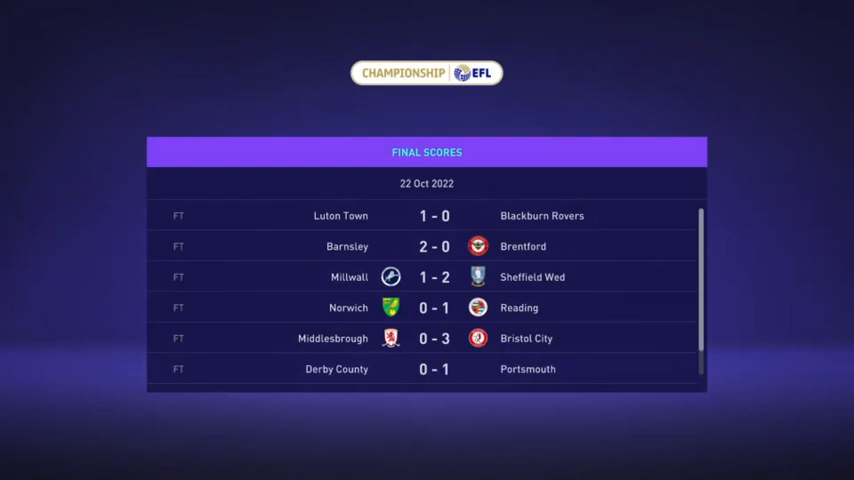 CHAMPIONSHIP EFL
FINAL SCORES
22 Oct 2022
FT Luton Town 1 - 0 Blackburn Rovers
FT Barnsley 2 - 0 Brentford
FT Millwall 1 - 2 Sheffield Wed
FT Norwich 0 - 1 Reading
FT Middlesbrough 0 - 3 Bristol City
FT Derby County 0 - 1 Portsmouth